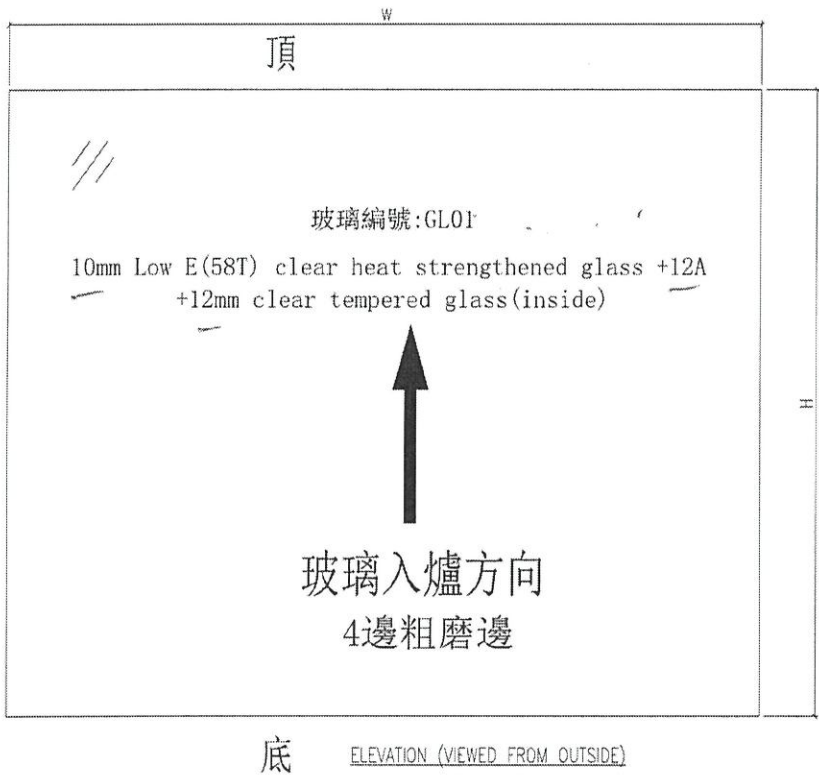 W
頂
H
玻璃編號:GL01
10mm Low E(58T) clear heat strengthened glass +12A
+12mm clear tempered glass(inside)
玻璃入爐方向
4邊粗磨邊
底
ELEVATION (VIEWED FROM OUTSIDE)